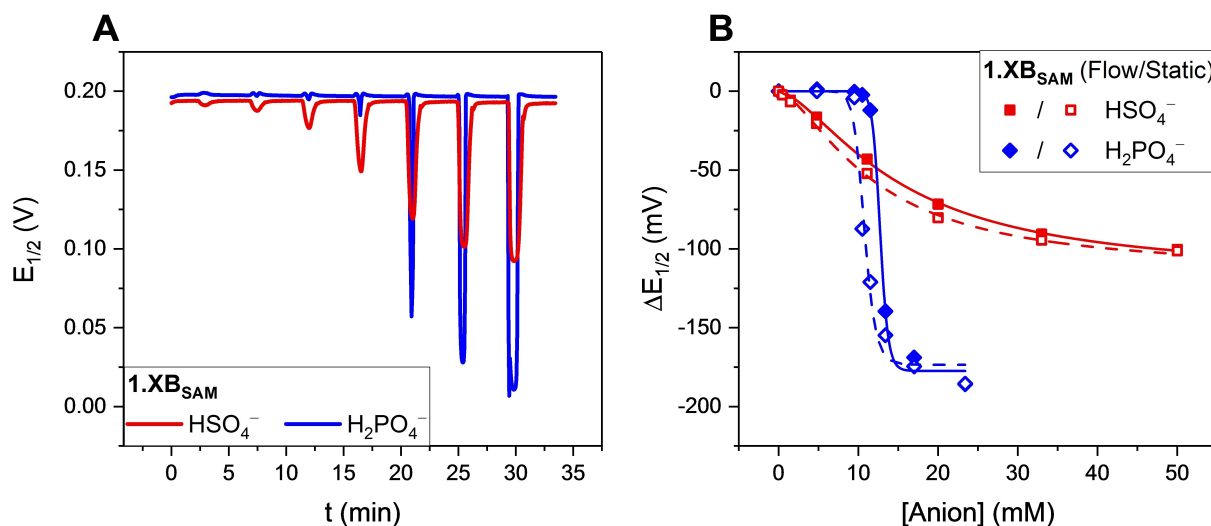 A
E1/2 (V)
0.20
0.15
0.10
0.05
0.00
1.XBSAM
HSO4− H2PO4−
0 5 10 15 20 25 30 35
t (min)
B
ΔE1/2 (mV)
0
-50
-100
-150
-200
1.XBSAM (Flow/Static)
/ HSO4−
/ H2PO4−
0 10 20 30 40 50
[Anion] (mM)